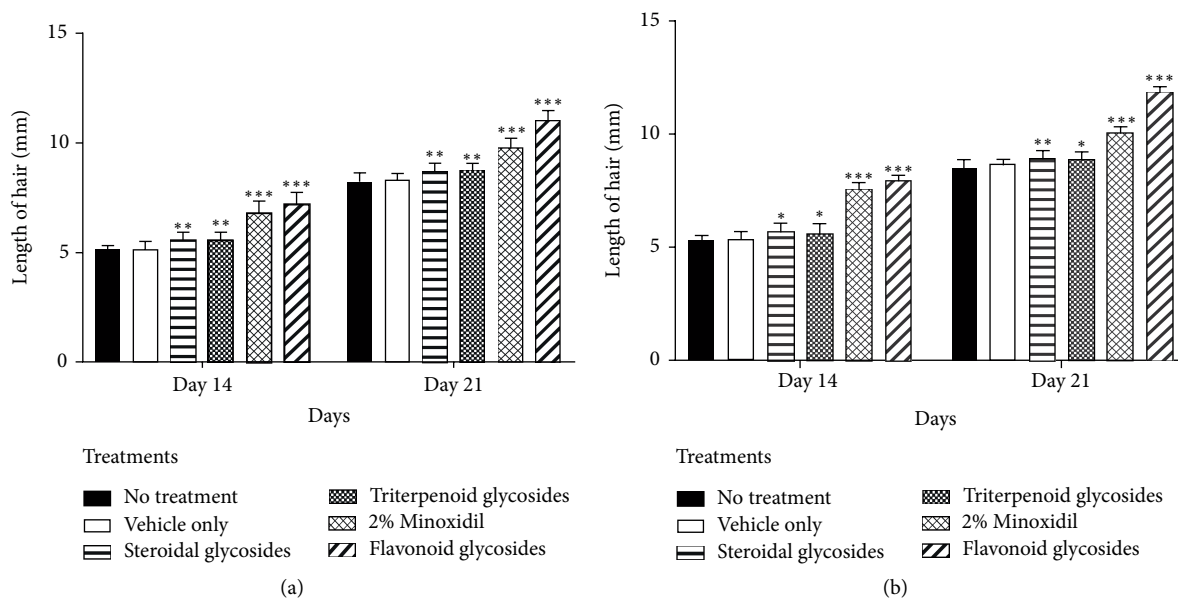 15
10
5
0
Length of hair (mm)
** ** *** *** ** ** *** ***
Day 14 Day 21
Days
Treatments
No treatment Triterpenoid glycosides
Vehicle only 2% Minoxidil
Steroidal glycosides Flavonoid glycosides
(a)
15
10
5
0
Length of hair (mm)
* * *** *** ** * *** ***
Day 14 Day 21
Days
Treatments
No treatment Triterpenoid glycosides
Vehicle only 2% Minoxidil
Steroidal glycosides Flavonoid glycosides
(b)